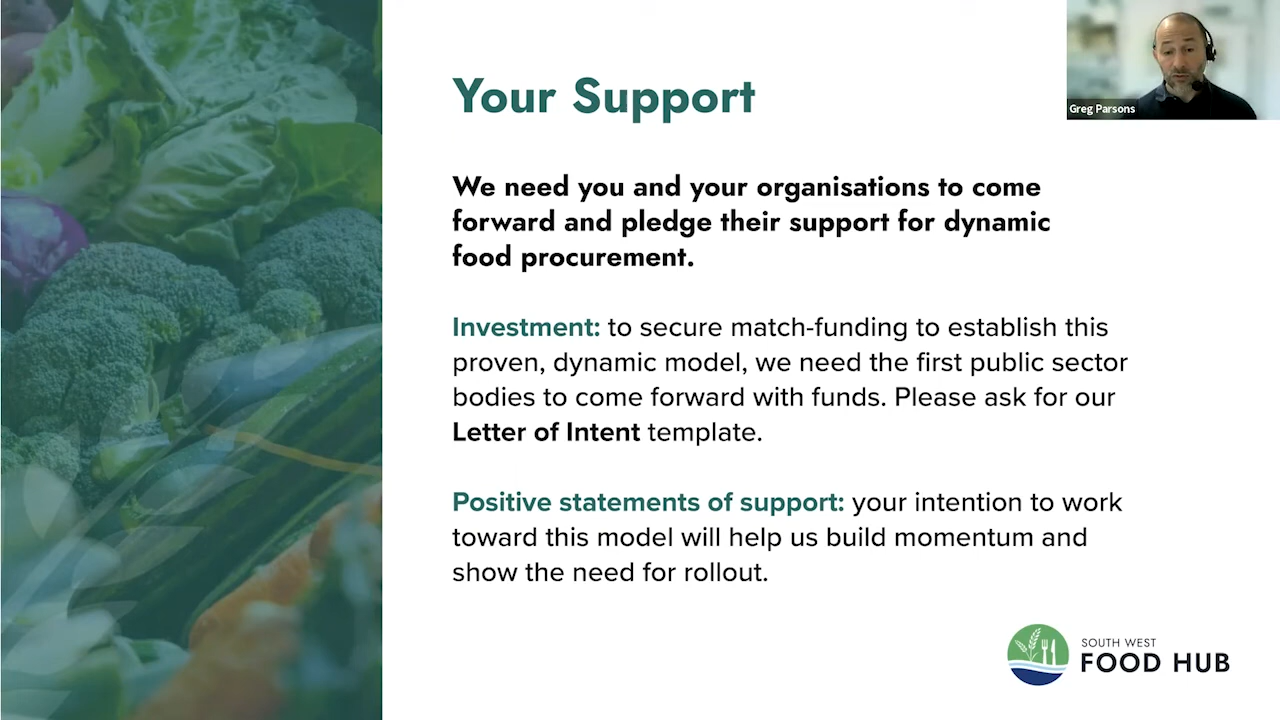 Your Support
Greg Parsons
We need you and your organisations to come
forward and pledge their support for dynamic
food procurement.
Investment: to secure match-funding to establish this
proven, dynamic model, we need the first public sector
bodies to come forward with funds. Please ask for our
Letter of Intent template.
Positive statements of support: your intention to work
toward this model will help us build momentum and
show the need for rollout.
SOUTH WEST
FOOD HUB